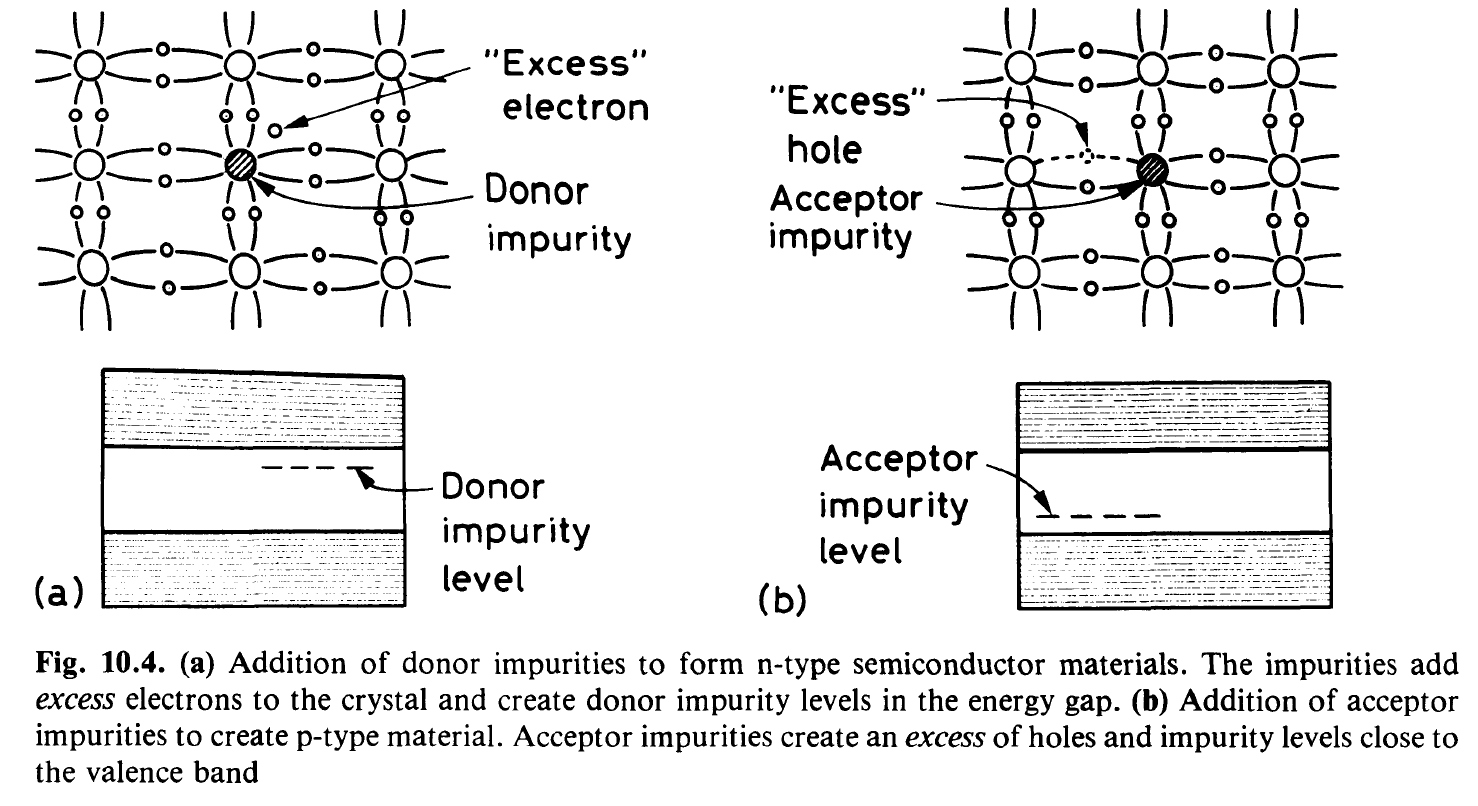 "Excess"
electron
Donor
impurity
"Excess"
hole
Acceptor
impurity
Donor
impurity
level
(a)
Acceptor
impurity
level
(b)
Fig. 10.4. (a) Addition of donor impurities to form n-type semiconductor materials. The impurities add
excess electrons to the crystal and create donor impurity levels in the energy gap. (b) Addition of acceptor
impurities to create p-type material. Acceptor impurities create an excess of holes and impurity levels close to
the valence band